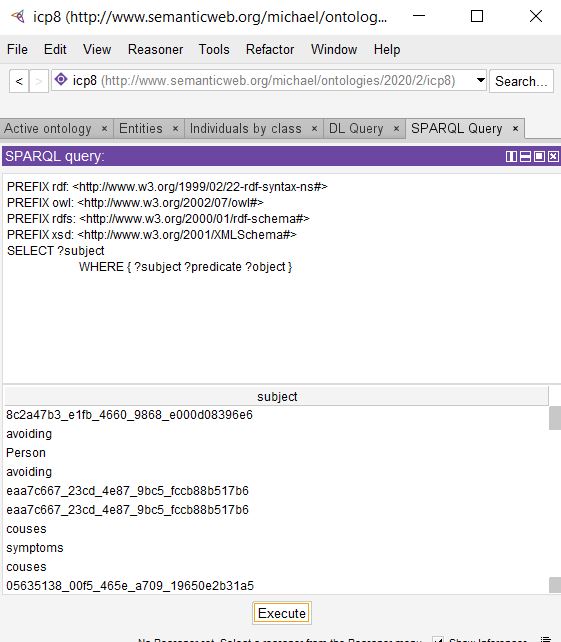 icp8 (http://www.semanticweb.org/michael/ontolog...
File Edit View Reasoner Tools Refactor Window Help
< > icp8 (http://www.semanticweb.org/michael/ontologies/2020/2/icp8) Search...
Active ontology × Entities × Individuals by class × DL Query × SPARQL Query ×
SPARQL query:
PREFIX rdf: <http://www.w3.org/1999/02/22-rdf-syntax-ns#>
PREFIX owl: <http://www.w3.org/2002/07/owl#>
PREFIX rdfs: <http://www.w3.org/2000/01/rdf-schema#>
PREFIX xsd: <http://www.w3.org/2001/XMLSchema#>
SELECT ?subject
WHERE { ?subject ?predicate ?object }
subject
8c2a47b3_e1fb_4660_9868_e000d08396e6
avoiding
Person
avoiding
eaa7c667_23cd_4e87_9bc5_fccb88b517b6
eaa7c667_23cd_4e87_9bc5_fccb88b517b6
couses
symptoms
couses
05635138_00f5_465e_a709_19650e2b31a5
Execute
No Reasoner set. Select a reasoner from the Reasoner menu Show Inferences